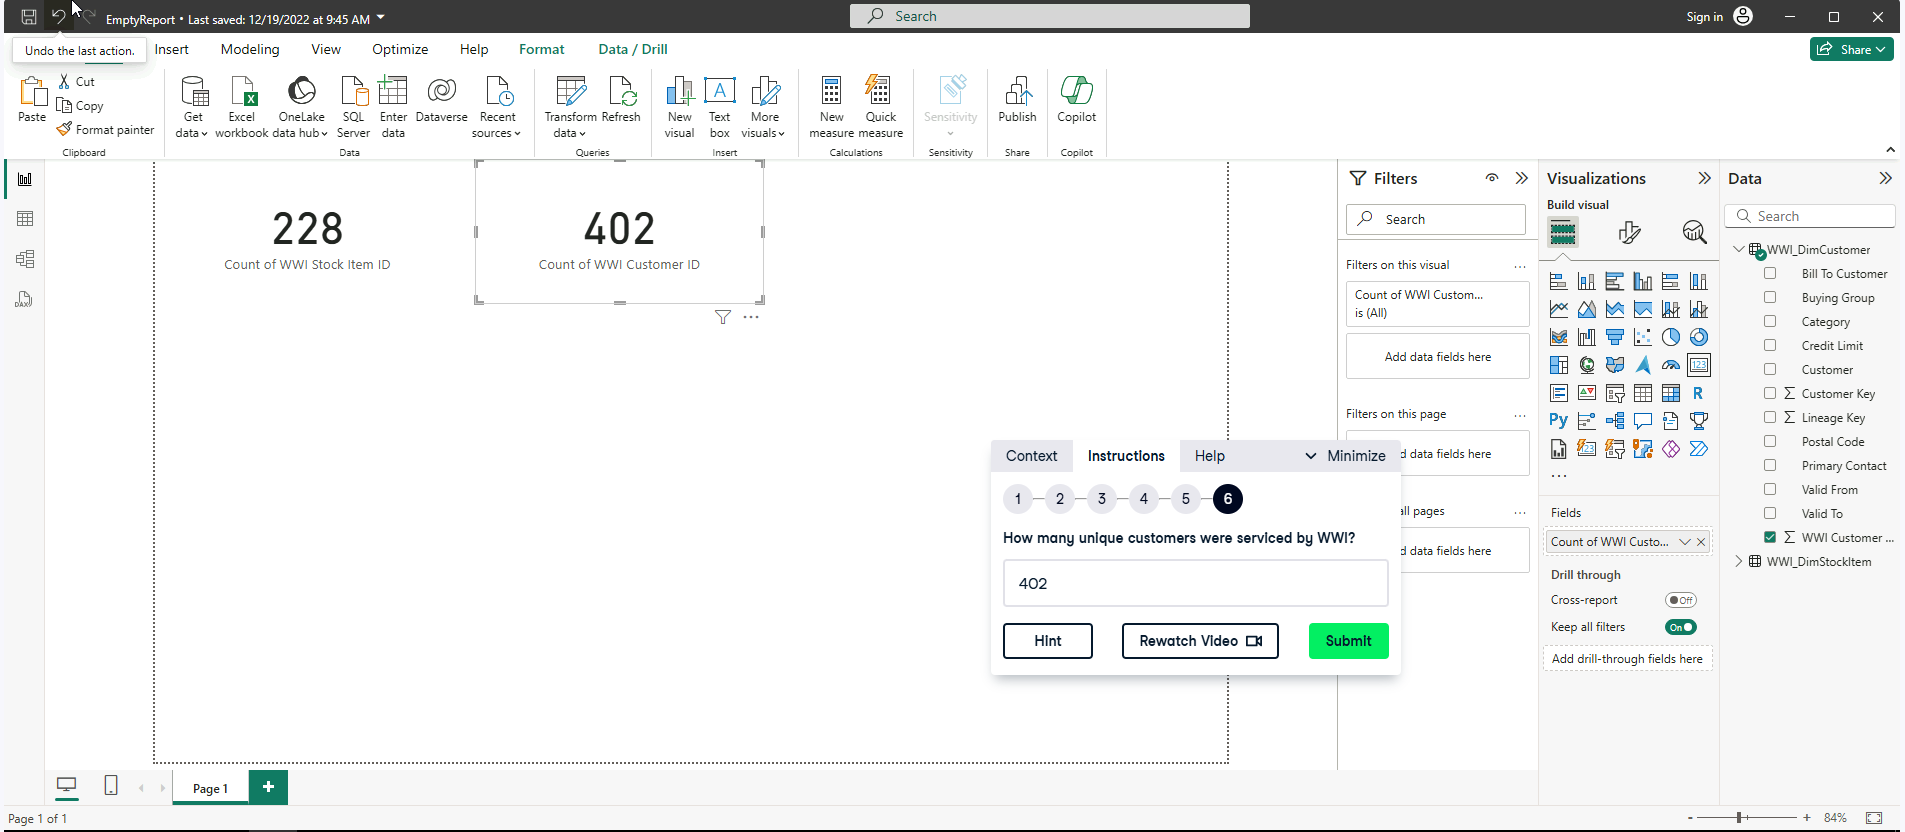 EmptyReport • Last saved: 12/19/2022 at 9:45 AM
Search
Sign in
Undo the last action.
Insert
Modeling
View
Optimize
Help
Format
Data / Drill
Share
Paste
Cut
Copy
Format painter
Clipboard
Get data
Excel workbook
OneLake data hub
SQL Server
Enter data
Dataverse
Recent sources
Data
Transform data
Refresh
Queries
New visual
A
Text box
More visuals
Insert
New measure
Quick measure
Calculations
Sensitivity
Sensitivity
Publish
Share
Copilot
Copilot
DAX
228
Count of WWI Stock Item ID
402
Count of WWI Customer ID
Filters
Search
Filters on this visual
...
Count of WWI Custom...
is (All)
Add data fields here
Filters on this page
...
d data fields here
all pages
...
d data fields here
Context
Instructions
Help
Minimize
1
2
3
4
5
6
How many unique customers were serviced by WWI?
402
Hint
Rewatch Video
Submit
Visualizations
Build visual
123
R
Py
123
...
Fields
Count of WWI Custo...
Drill through
Cross-report
Off
Keep all filters
On
Add drill-through fields here
Data
Search
WWI_DimCustomer
Bill To Customer
Buying Group
Category
Credit Limit
Customer
∑ Customer Key
∑ Lineage Key
Postal Code
Primary Contact
Valid From
Valid To
∑ WWI Customer ...
WWI_DimStockItem
Page 1
+
Page 1 of 1
- + 84%